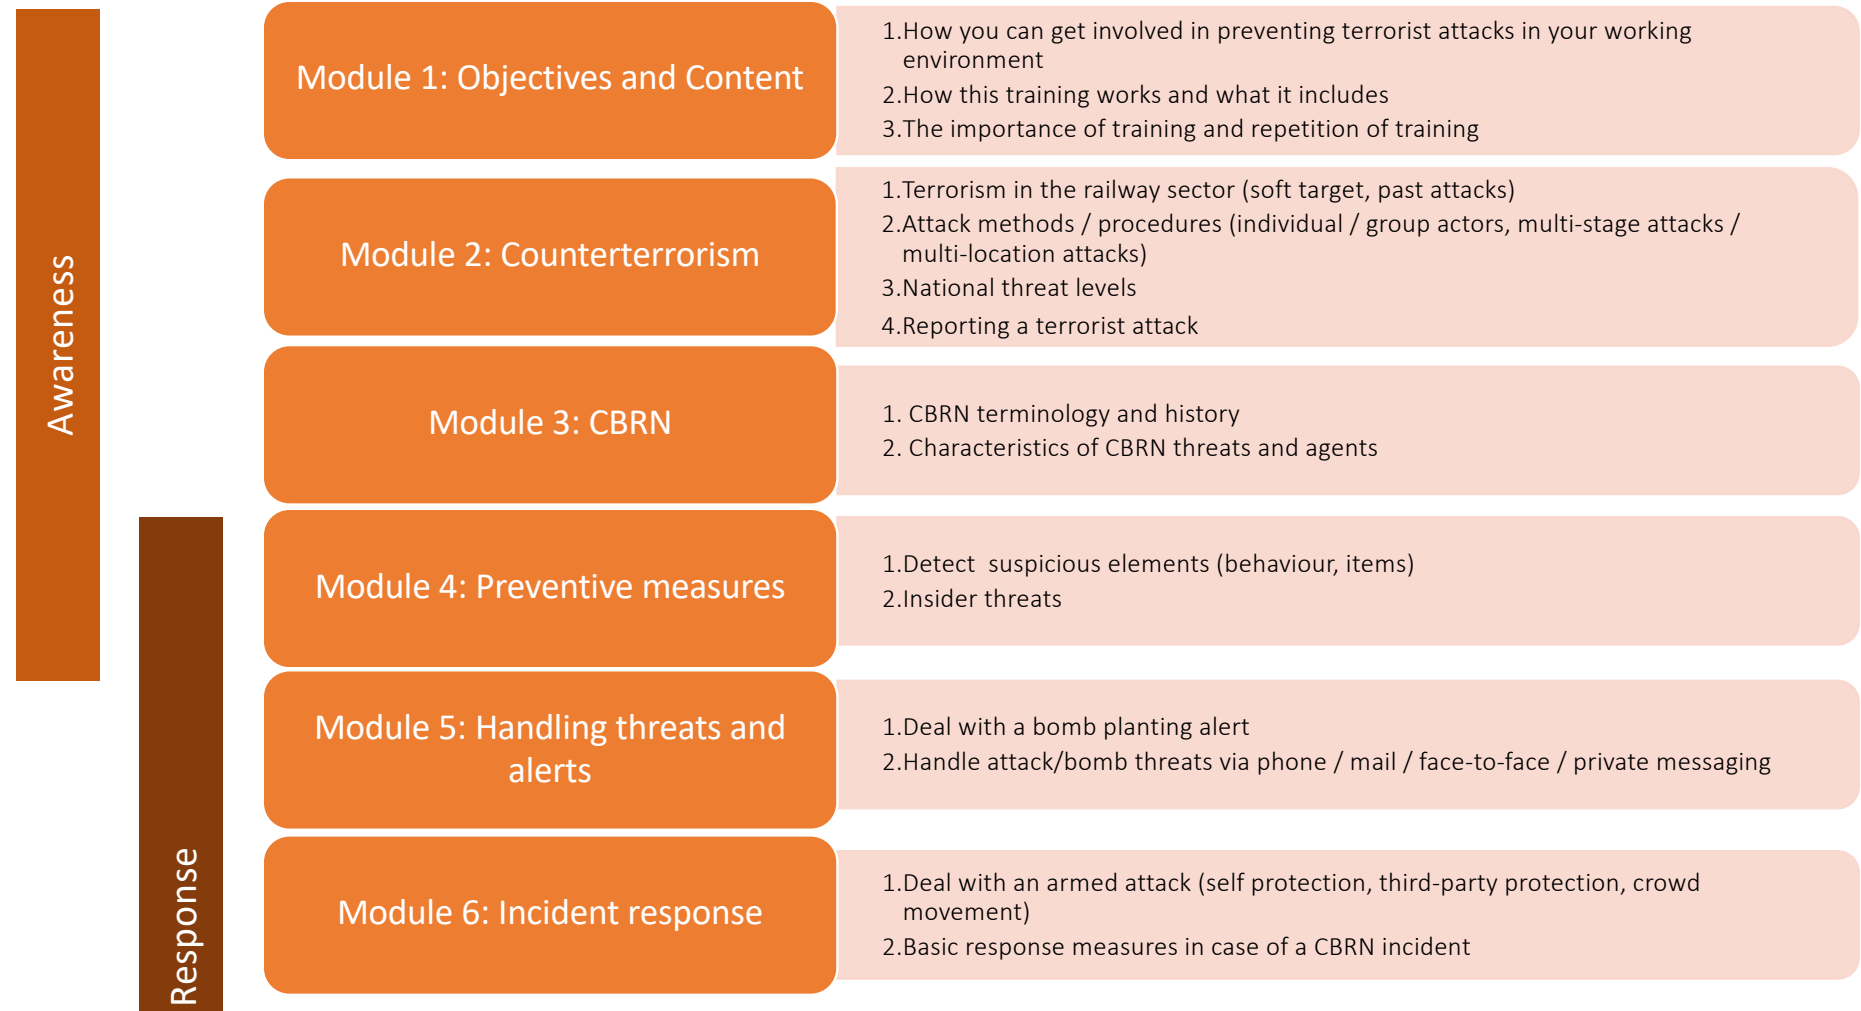 Awareness
Response
Module 1: Objectives and Content
1.How you can get involved in preventing terrorist attacks in your working
environment
2.How this training works and what it includes
3.The importance of training and repetition of training
Module 2: Counterterrorism
1.Terrorism in the railway sector (soft target, past attacks)
2.Attack methods / procedures (individual / group actors, multi-stage attacks /
multi-location attacks)
3.National threat levels
4.Reporting a terrorist attack
Module 3: CBRN
1. CBRN terminology and history
2. Characteristics of CBRN threats and agents
Module 4: Preventive measures
1.Detect  suspicious elements (behaviour, items)
2.Insider threats
Module 5: Handling threats and
alerts
1.Deal with a bomb planting alert
2.Handle attack/bomb threats via phone / mail / face-to-face / private messaging
Module 6: Incident response
1.Deal with an armed attack (self protection, third-party protection, crowd
movement)
2.Basic response measures in case of a CBRN incident